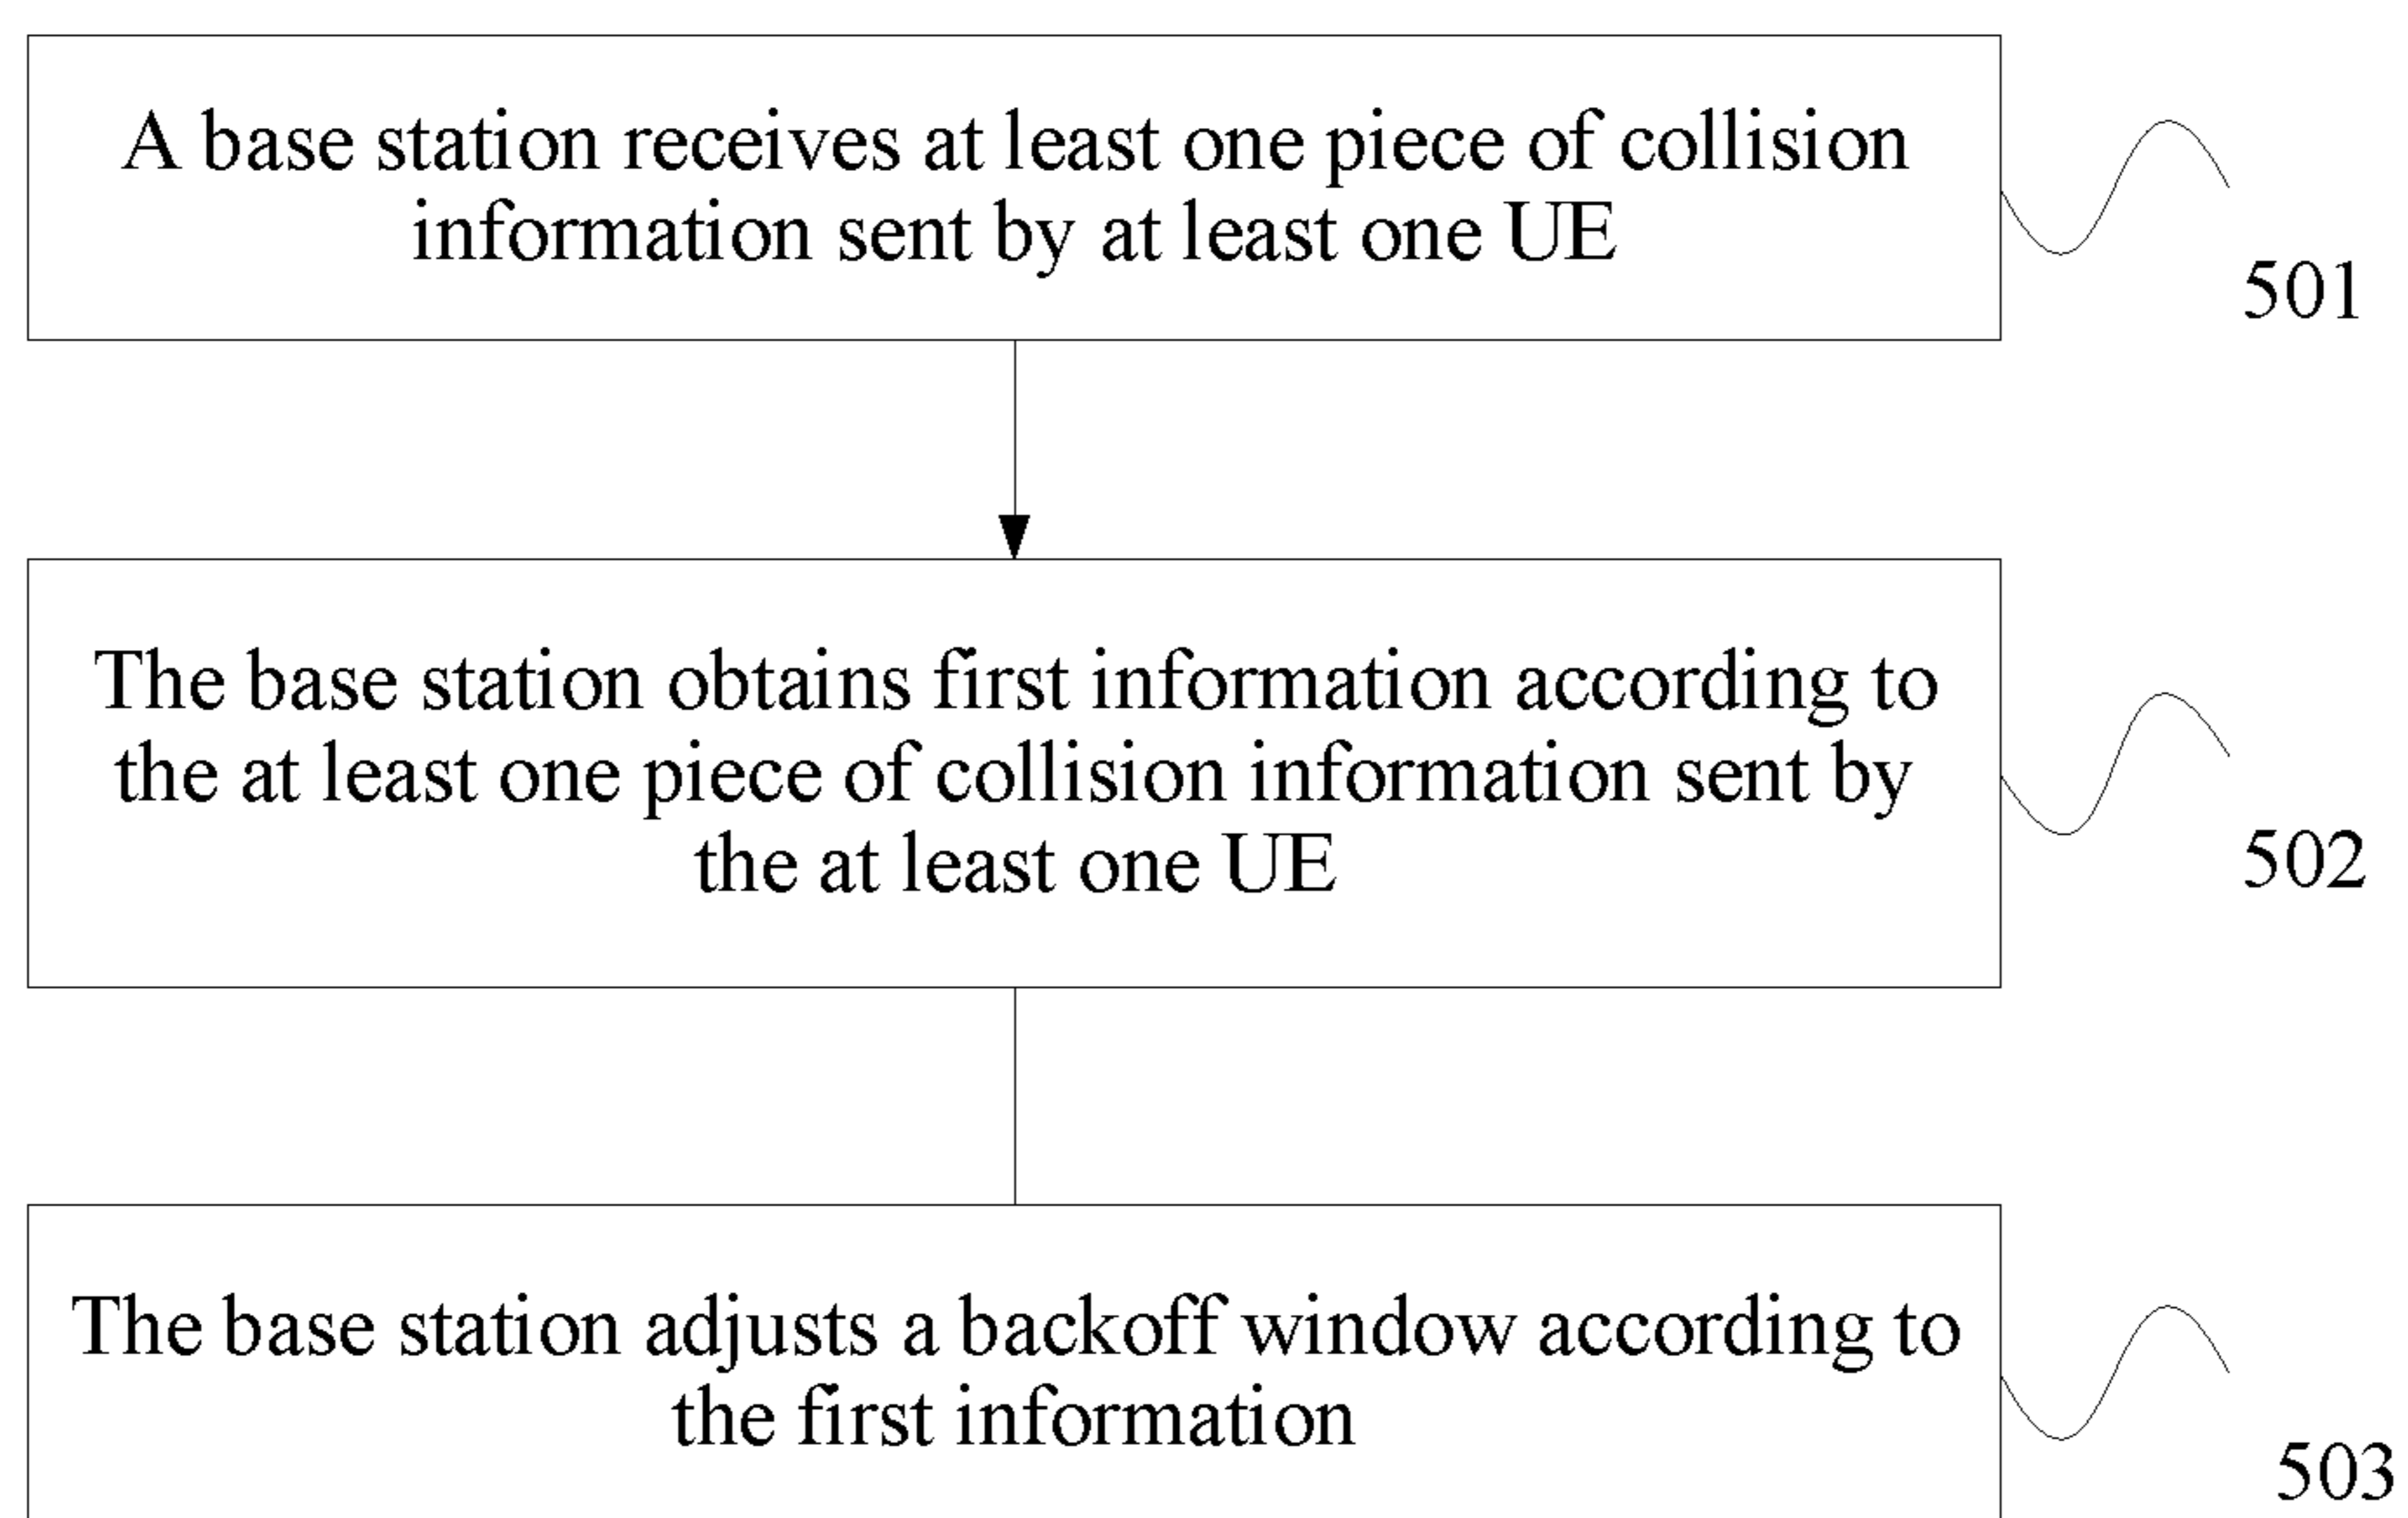 A base station receives at least one piece of collision
information sent by at least one UE
501
The base station obtains first information according to
the at least one piece of collision information sent by
the at least one UE
502
The base station adjusts a backoff window according to
the first information
503